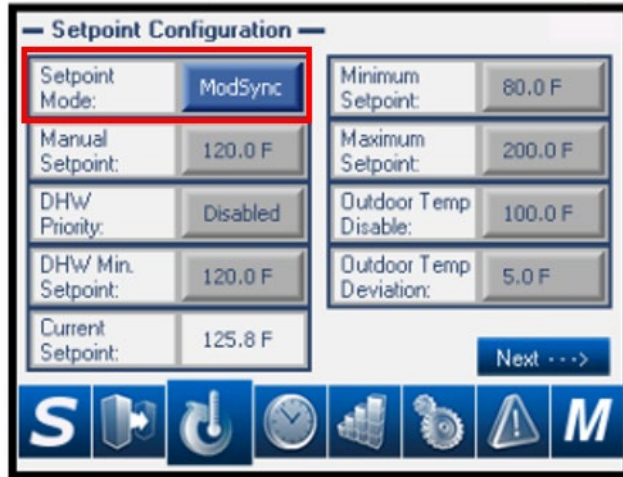 Setpoint Configuration
Setpoint
Mode:
ModSync
Manual
Setpoint:
120.0 F
DHW
Priority:
Disabled
DHW Min.
Setpoint:
120.0 F
Current
Setpoint:
125.8 F
Minimum
Setpoint:
80.0 F
Maximum
Setpoint:
200.0 F
Outdoor Temp
Disable:
100.0 F
Outdoor Temp
Deviation:
5.0 F
Next ···>
S
M